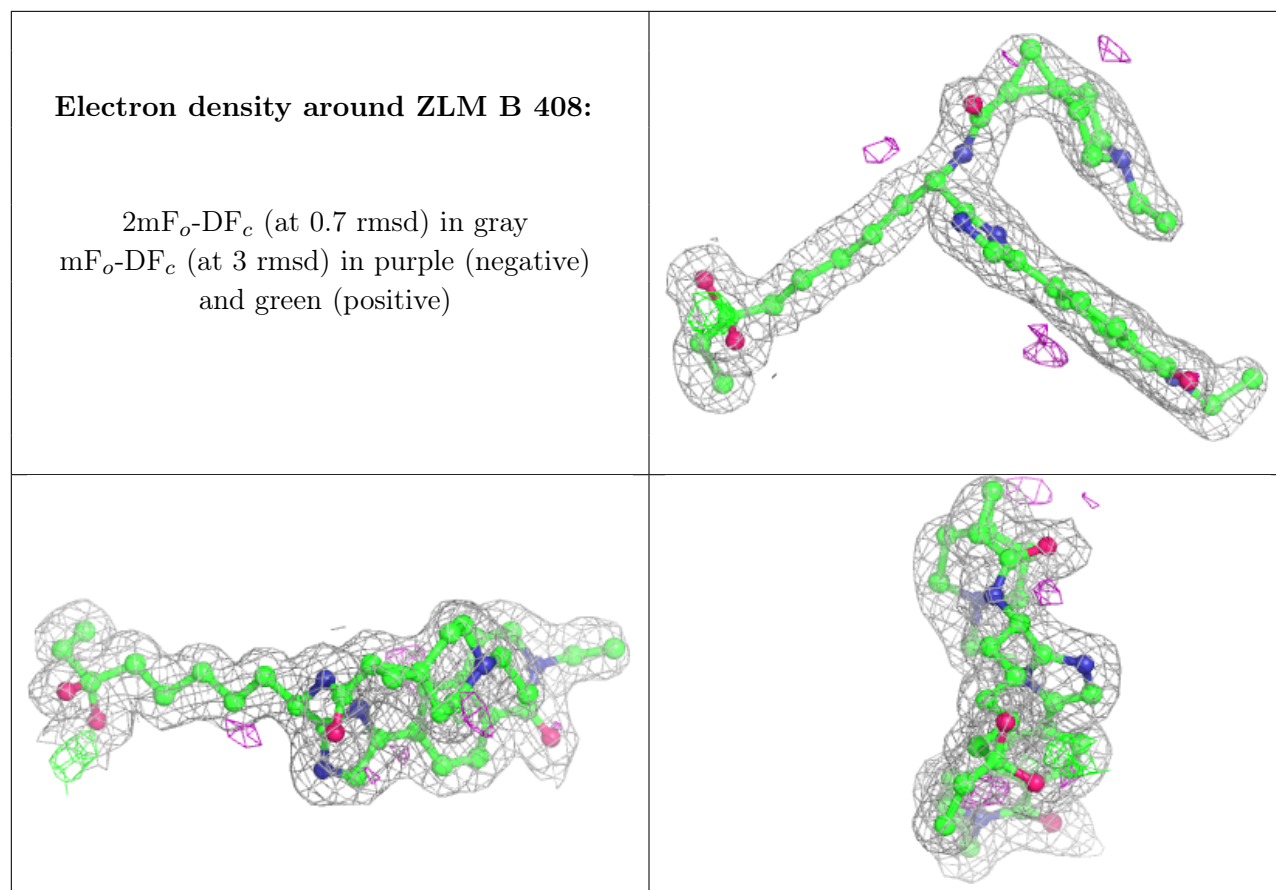 Electron density around ZLM B 408:
2mFₒ-DF𝒸 (at 0.7 rmsd) in gray
mFₒ-DF𝒸 (at 3 rmsd) in purple (negative)
and green (positive)